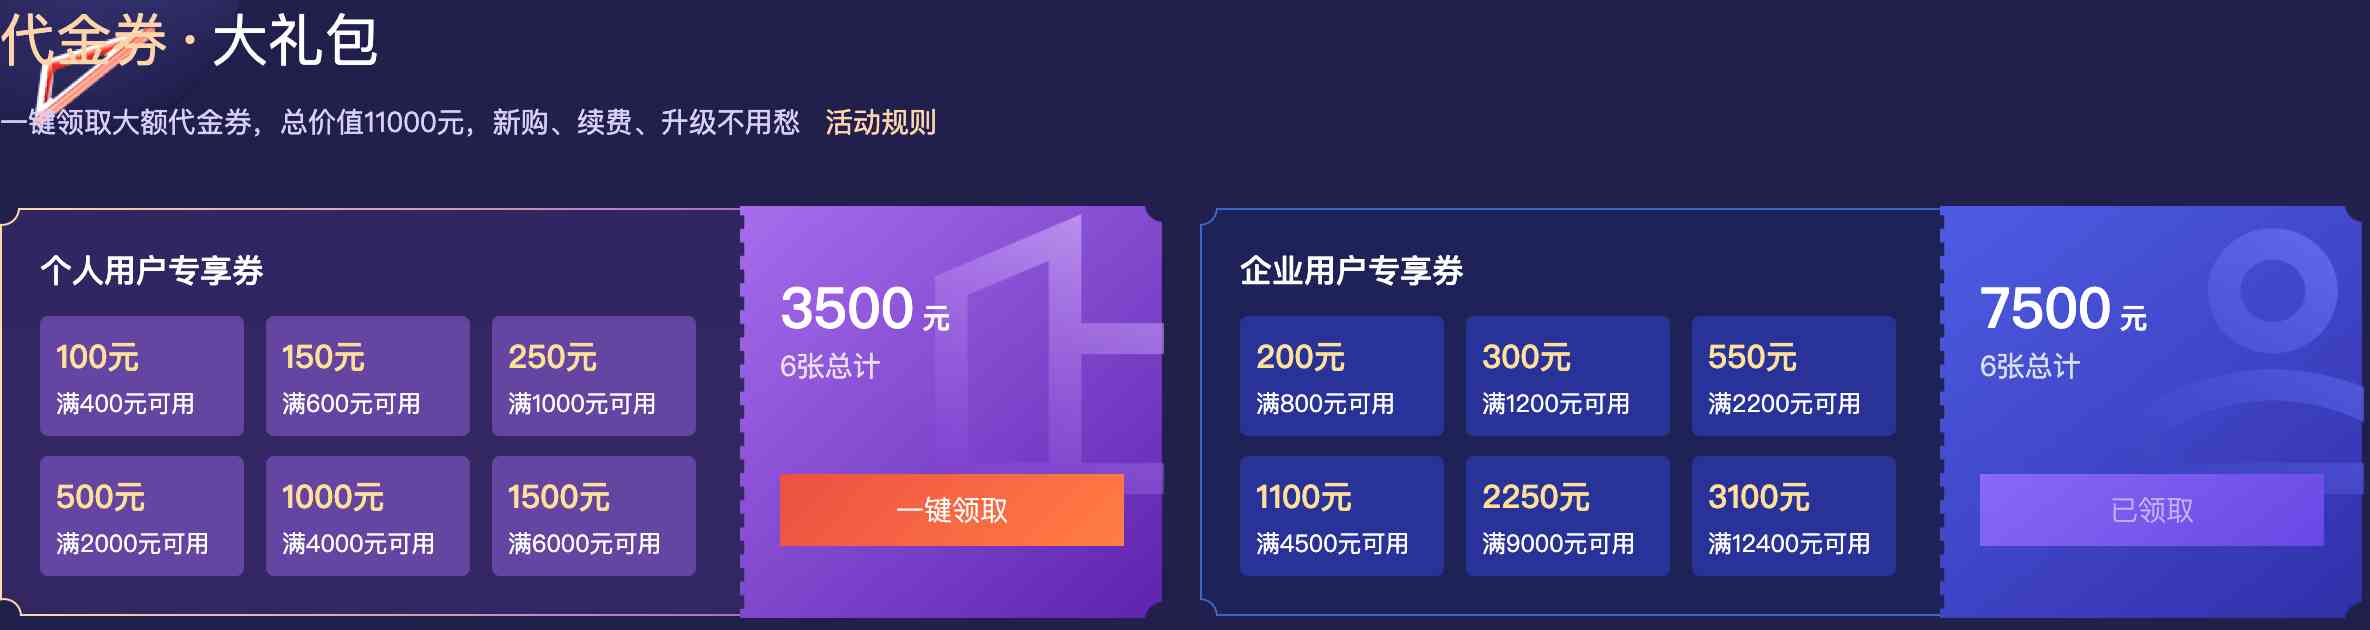 代金券 · 大礼包
一键领取大额代金券，总价值11000元，新购、续费、升级不用愁 活动规则
个人用户专享券
100元
满400元可用
150元
满600元可用
250元
满1000元可用
500元
满2000元可用
1000元
满4000元可用
1500元
满6000元可用
3500 元
6张总计
一键领取
企业用户专享券
200元
满800元可用
300元
满1200元可用
550元
满2200元可用
1100元
满4500元可用
2250元
满9000元可用
3100元
满12400元可用
7500 元
6张总计
已领取